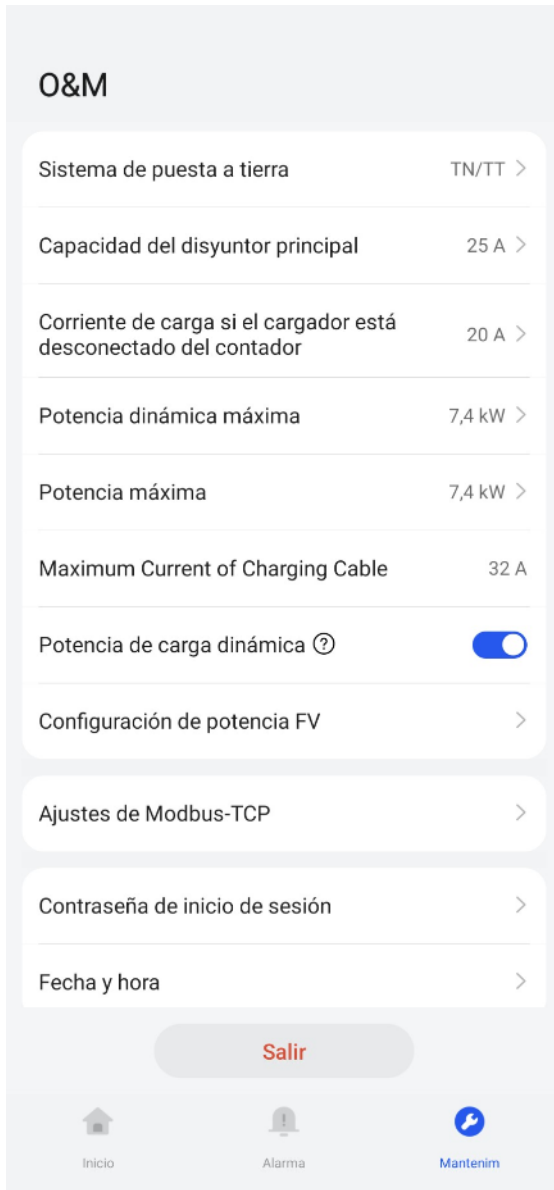 O&M
Sistema de puesta a tierra TN/TT
Capacidad del disyuntor principal 25 A
Corriente de carga si el cargador está
desconectado del contador 20 A
Potencia dinámica máxima 7,4 kW
Potencia máxima 7,4 kW
Maximum Current of Charging Cable 32 A
Potencia de carga dinámica ?
Configuración de potencia FV
Ajustes de Modbus-TCP
Contraseña de inicio de sesión
Fecha y hora
Salir
Inicio Alarma Mantenim